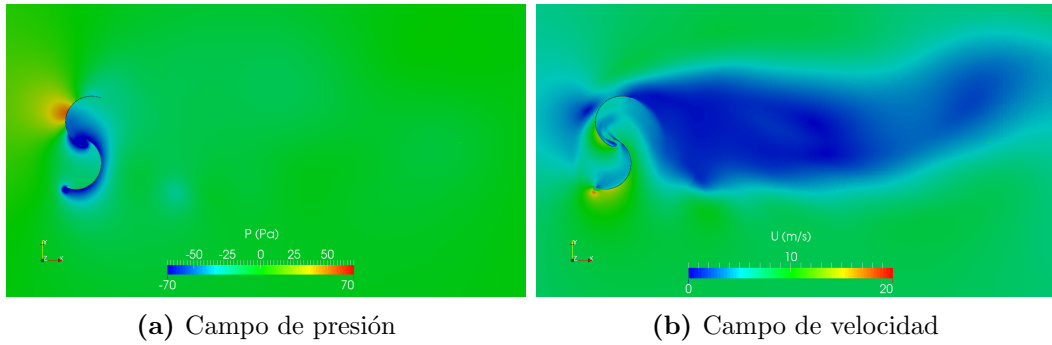 P (Pa)
-50 -25 0 25 50
-70 70
Y
Z X
U (m/s)
10
0 20
Y
Z X
(a) Campo de presión
(b) Campo de velocidad